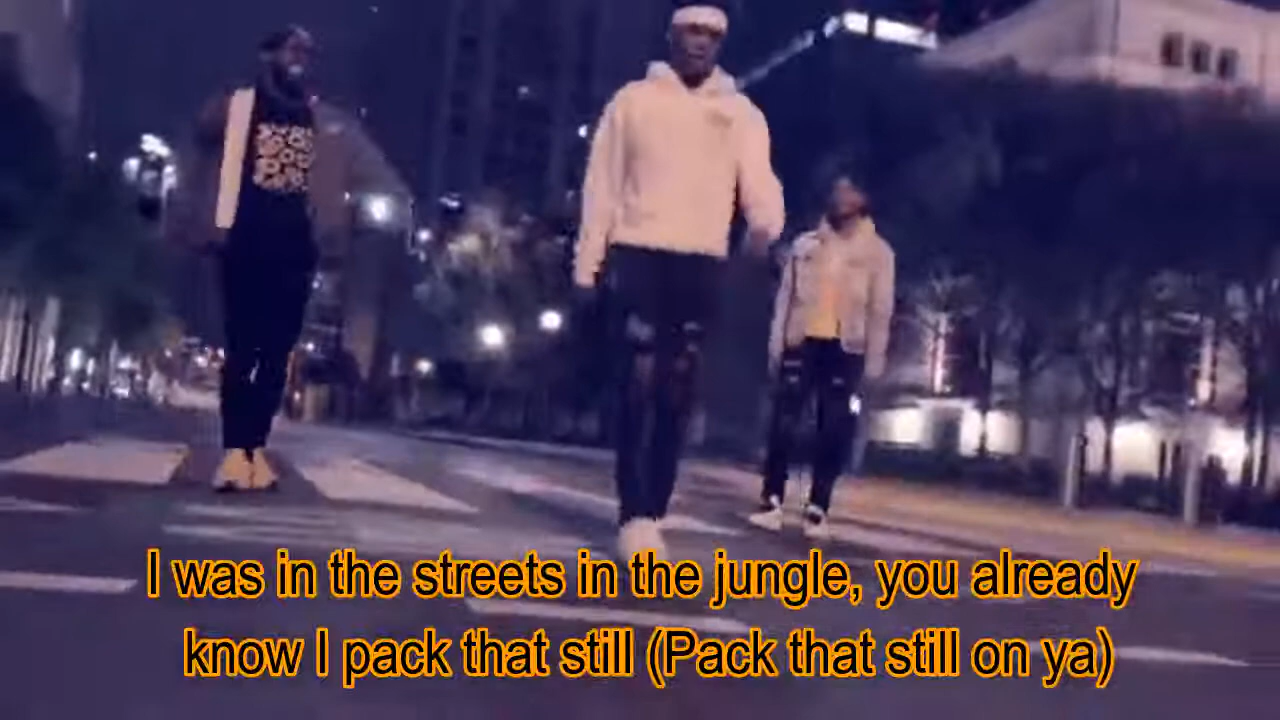 I was in the streets in the jungle, you already
know I pack that still (Pack that still on ya)